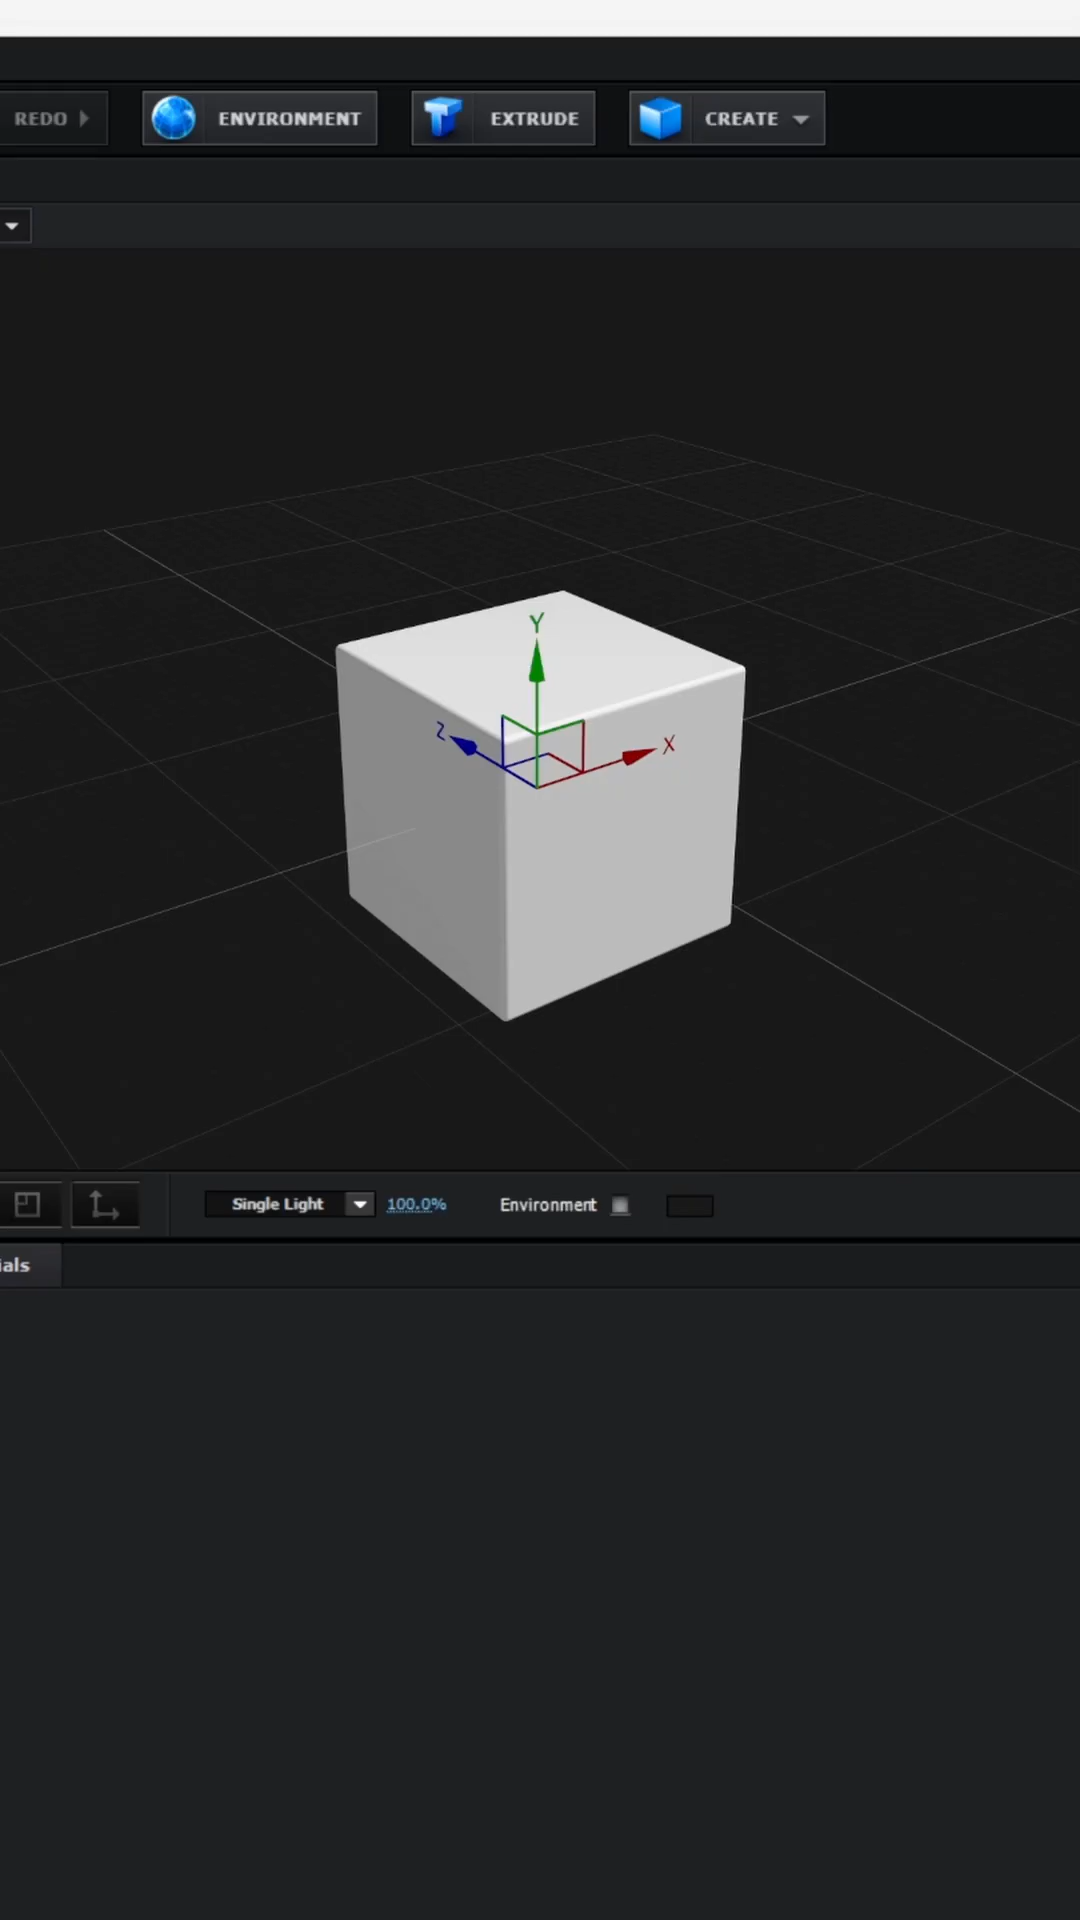 REDO
ENVIRONMENT
EXTRUDE
CREATE
Y
Z
X
Single Light
100.0%
Environment
ials